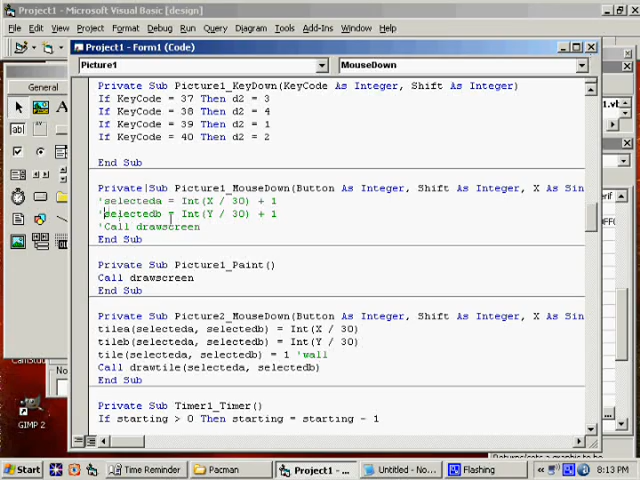 Project1 - Microsoft Visual Basic [design]
File Edit View Project Format Debug Run Query Diagram Tools Add-Ins Window Help
Project1 - Form1 (Code)
Picture1 MouseDown
General
A
ab
Private Sub Picture1_KeyDown(KeyCode As Integer, Shift As Integer)
If KeyCode = 37 Then d2 = 3
If KeyCode = 38 Then d2 = 4
If KeyCode = 39 Then d2 = 1
If KeyCode = 40 Then d2 = 2
End Sub
Private Sub Picture1_MouseDown(Button As Integer, Shift As Integer, X As Sin
'selecteda = Int(X / 30) + 1
'selectedb = Int(Y / 30) + 1
'Call drawscreen
End Sub
Private Sub Picture1_Paint()
Call drawscreen
End Sub
Private Sub Picture2_MouseDown(Button As Integer, Shift As Integer, X As Sin
tilea(selecteda, selectedb) = Int(X / 30)
tileb(selecteda, selectedb) = Int(Y / 30)
tile(selecteda, selectedb) = 1 'wall
Call drawtile(selecteda, selectedb)
End Sub
Private Sub Timer1_Timer()
If starting > 0 Then starting = starting - 1
CamStud
No
GIMP 2
Start Time Reminder Pacman Project1 - ... Untitled - No... Flashing 8:13 PM